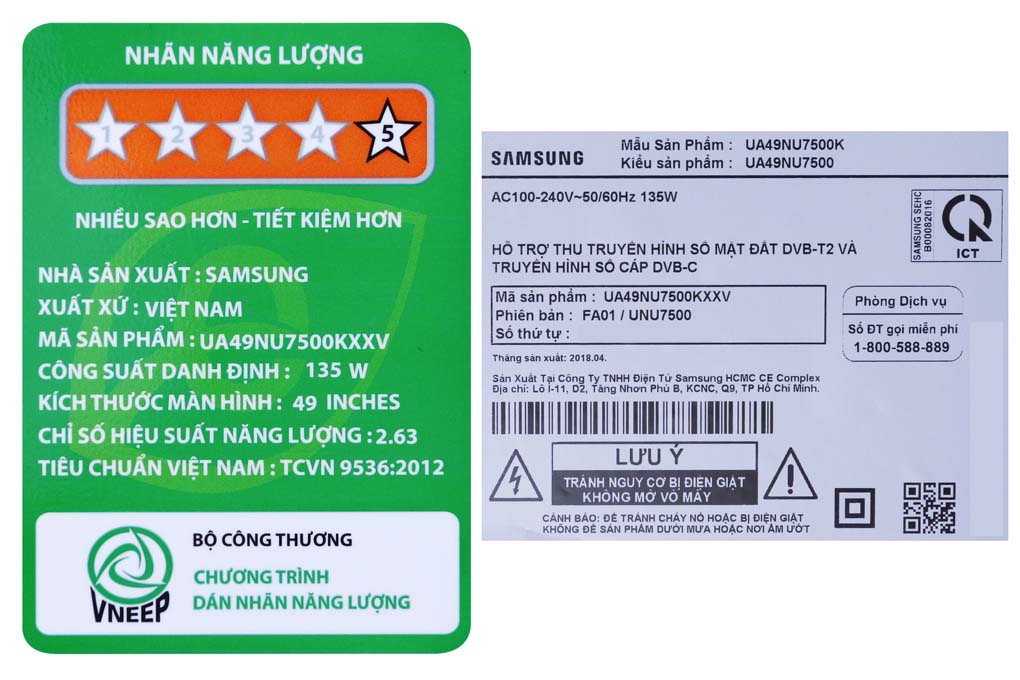 NHÃN NĂNG LƯỢNG
1 2 3 4 5
NHIỀU SAO HƠN - TIẾT KIỆM HƠN
NHÀ SẢN XUẤT : SAMSUNG
XUẤT XỨ : VIỆT NAM
MÃ SẢN PHẨM : UA49NU7500KXXV
CÔNG SUẤT DANH ĐỊNH : 135 W
KÍCH THƯỚC MÀN HÌNH : 49 INCHES
CHỈ SỐ HIỆU SUẤT NĂNG LƯỢNG : 2.63
TIÊU CHUẨN VIỆT NAM : TCVN 9536:2012
VNEEP
BỘ CÔNG THƯƠNG
CHƯƠNG TRÌNH
DÁN NHÃN NĂNG LƯỢNG
SAMSUNG
Mẫu Sản Phẩm : UA49NU7500K
Kiểu sản phẩm : UA49NU7500
AC100-240V~50/60Hz 135W
SAMSUNG SEHC
B00082016
ICT
HỖ TRỢ THU TRUYỀN HÌNH SỐ MẶT ĐẤT DVB-T2 VÀ
TRUYỀN HÌNH SỐ CÁP DVB-C
Mã sản phẩm : UA49NU7500KXXV
Phiên bản : FA01 / UNU7500
Số thứ tự :
Phòng Dịch vụ
Số ĐT gọi miễn phí
1-800-588-889
Tháng sản xuất: 2018.04.
Sản Xuất Tại Công Ty TNHH Điện Tử Samsung HCMC CE Complex
Địa chỉ: Lô I-11, D2, Tăng Nhơn Phú B, KCNC, Q9, TP Hồ Chí Minh.
LƯU Ý
TRÁNH NGUY CƠ BỊ ĐIỆN GIẬT
KHÔNG MỞ VỎ MÁY
CẢNH BÁO: ĐỂ TRÁNH CHÁY NỔ HOẶC BỊ ĐIỆN GIẬT
KHÔNG ĐỂ SẢN PHẨM DƯỚI MƯA HOẶC NƠI ẨM ƯỚT